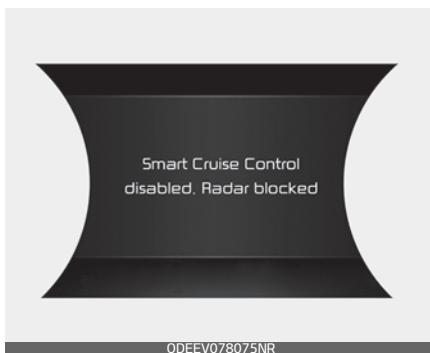 Smart Cruise Control
disabled. Radar blocked
ODEEV078075NR